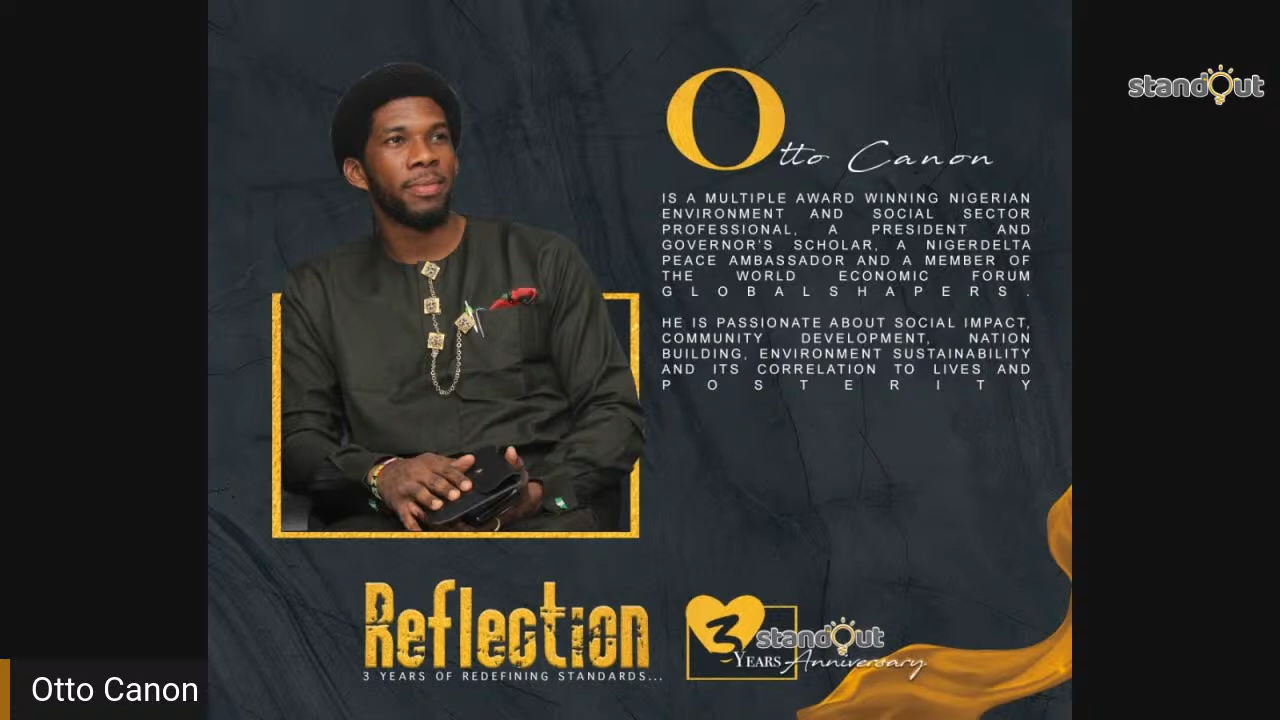 standOut
Otto Canon
IS A MULTIPLE AWARD WINNING NIGERIAN
ENVIRONMENT AND SOCIAL SECTOR
PROFESSIONAL, A PRESIDENT AND
GOVERNOR'S SCHOLAR, A NIGERDELTA
PEACE AMBASSADOR AND A MEMBER OF
THE WORLD ECONOMIC FORUM
GLOBALSHAPERS.
HE IS PASSIONATE ABOUT SOCIAL IMPACT,
COMMUNITY DEVELOPMENT, NATION
BUILDING, ENVIRONMENT SUSTAINABILITY
AND ITS CORRELATION TO LIVES AND
POSTERITY
Reflection
3 YEARS OF REDEFINING STANDARDS...
3 standOut
YEARS Anniversary
Otto Canon